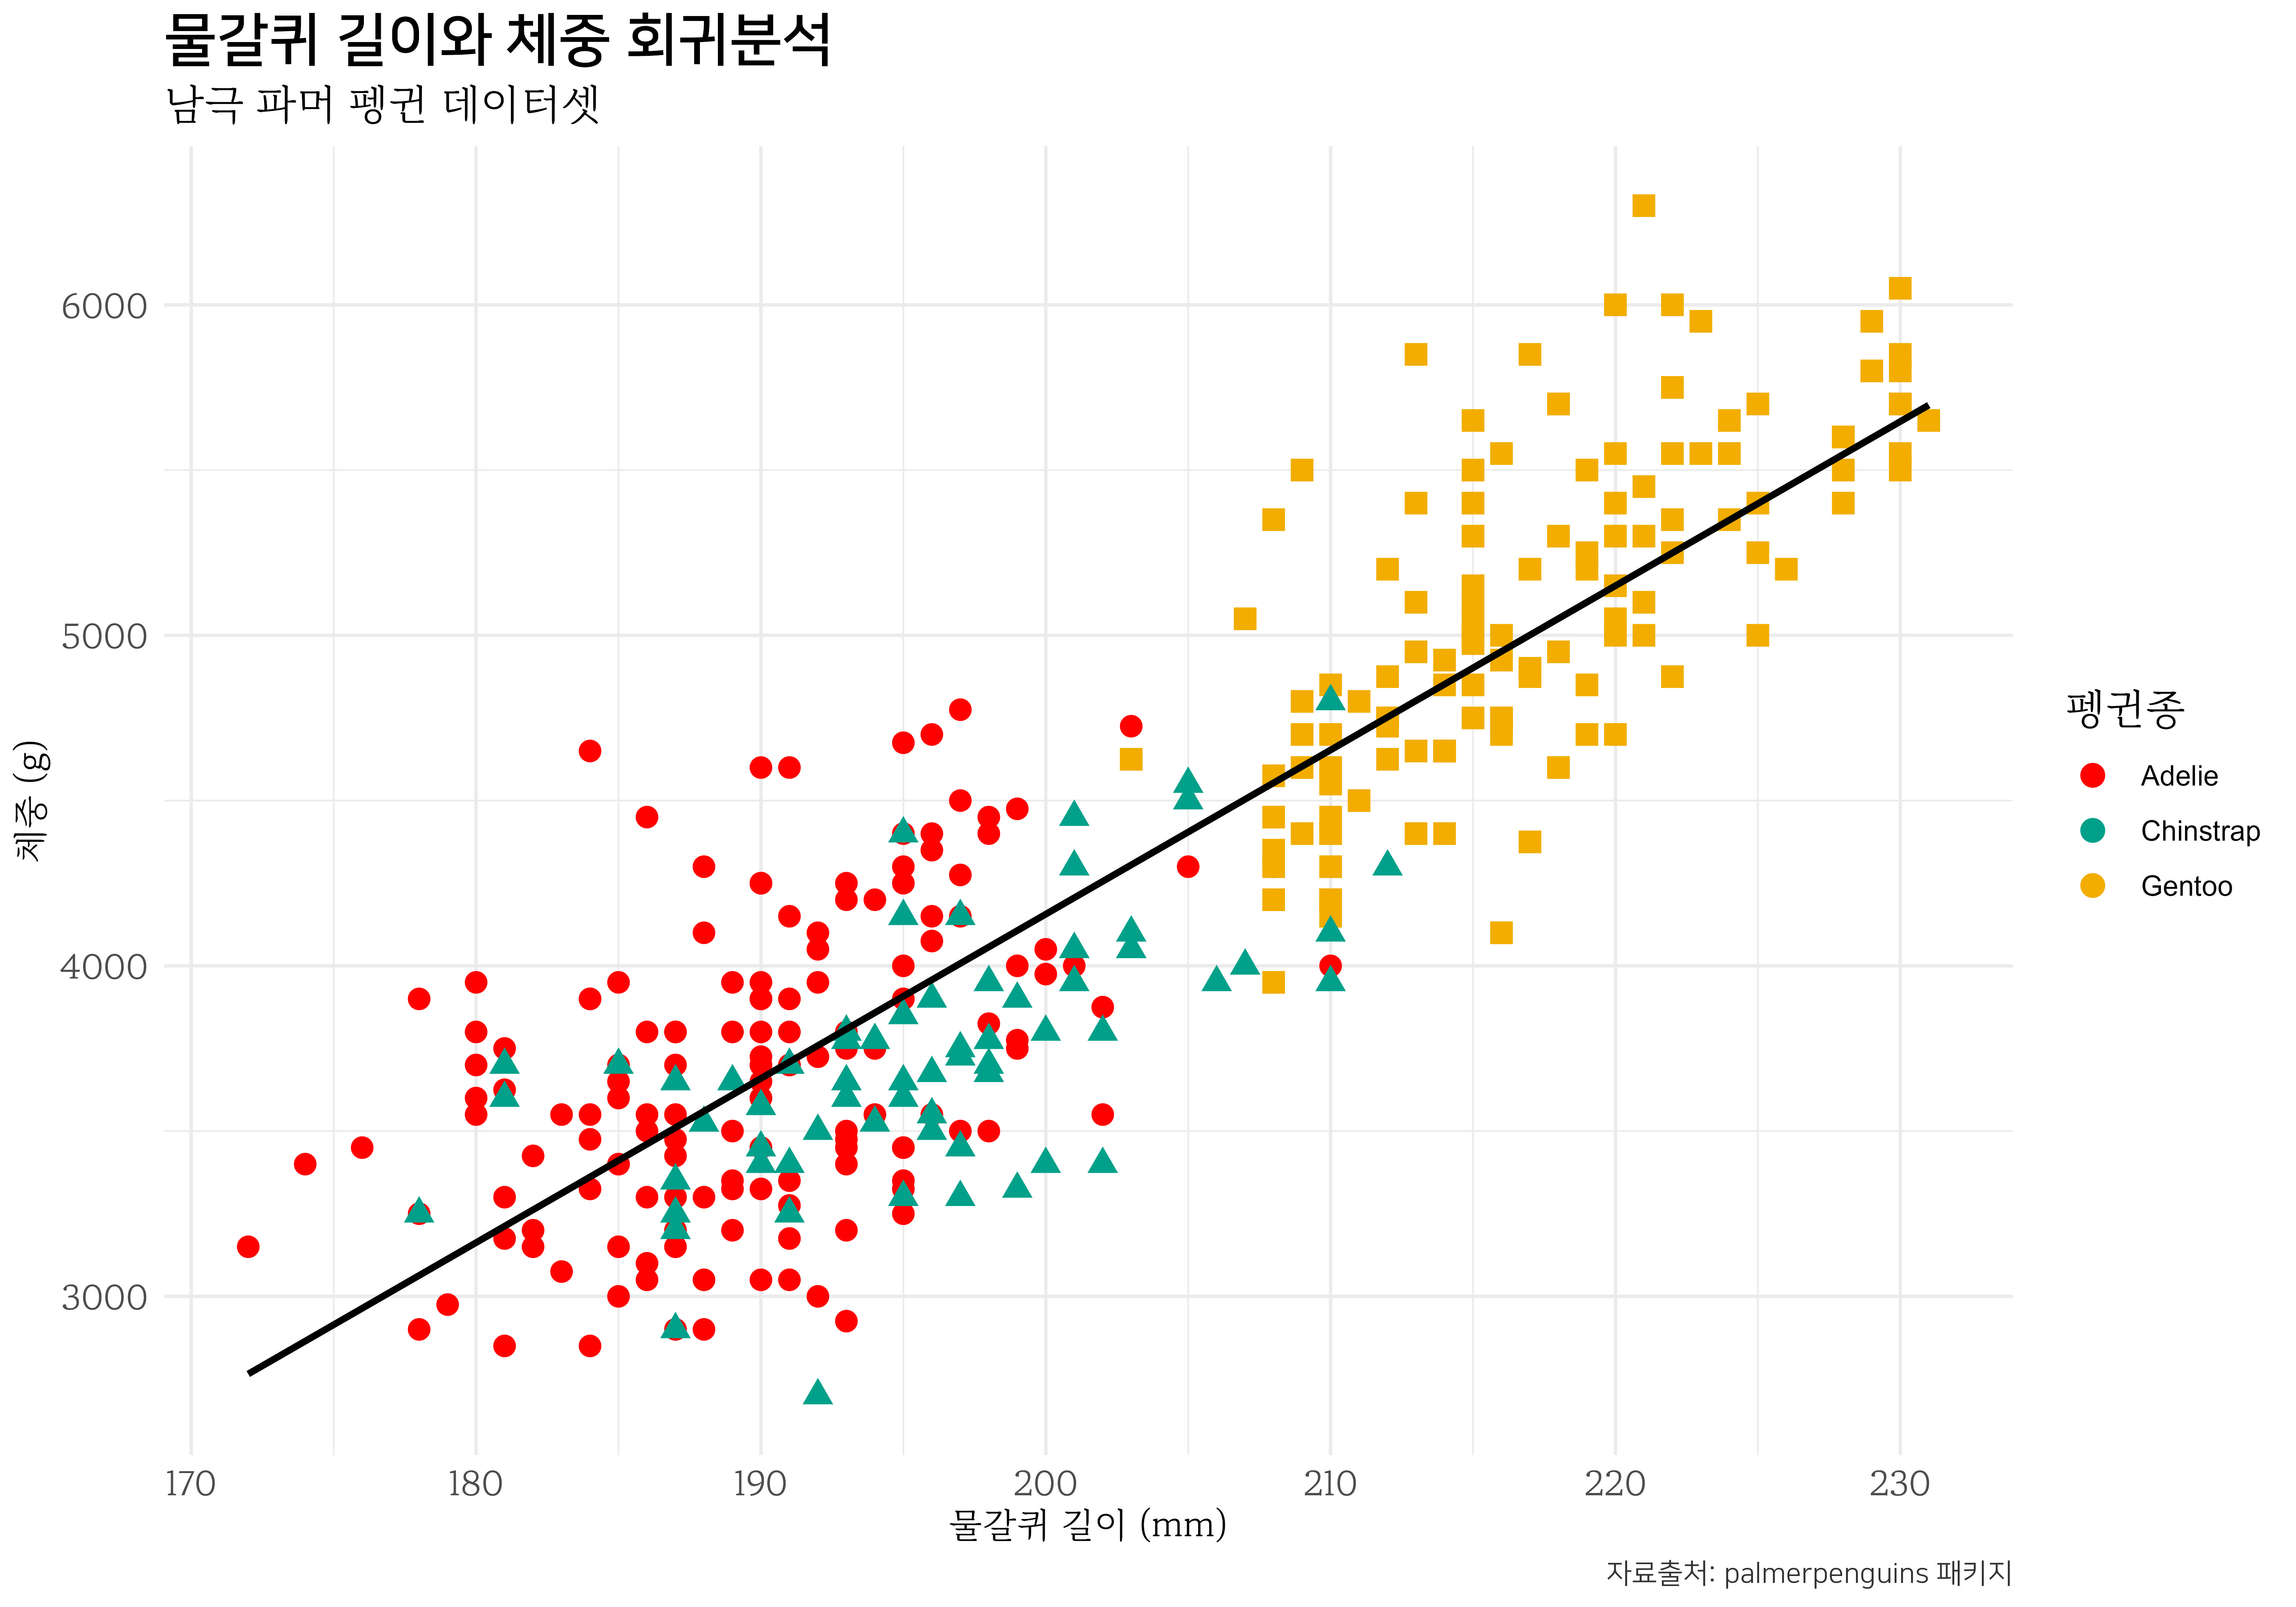 물갈퀴 길이와 체중 회귀분석
남극 파머 펭귄 데이터셋
6000
5000
4000
3000
체중 (g)
170 180 190 200 210 220 230
물갈퀴 길이 (mm)
펭귄종
Adelie
Chinstrap
Gentoo
자료출처: palmerpenguins 패키지